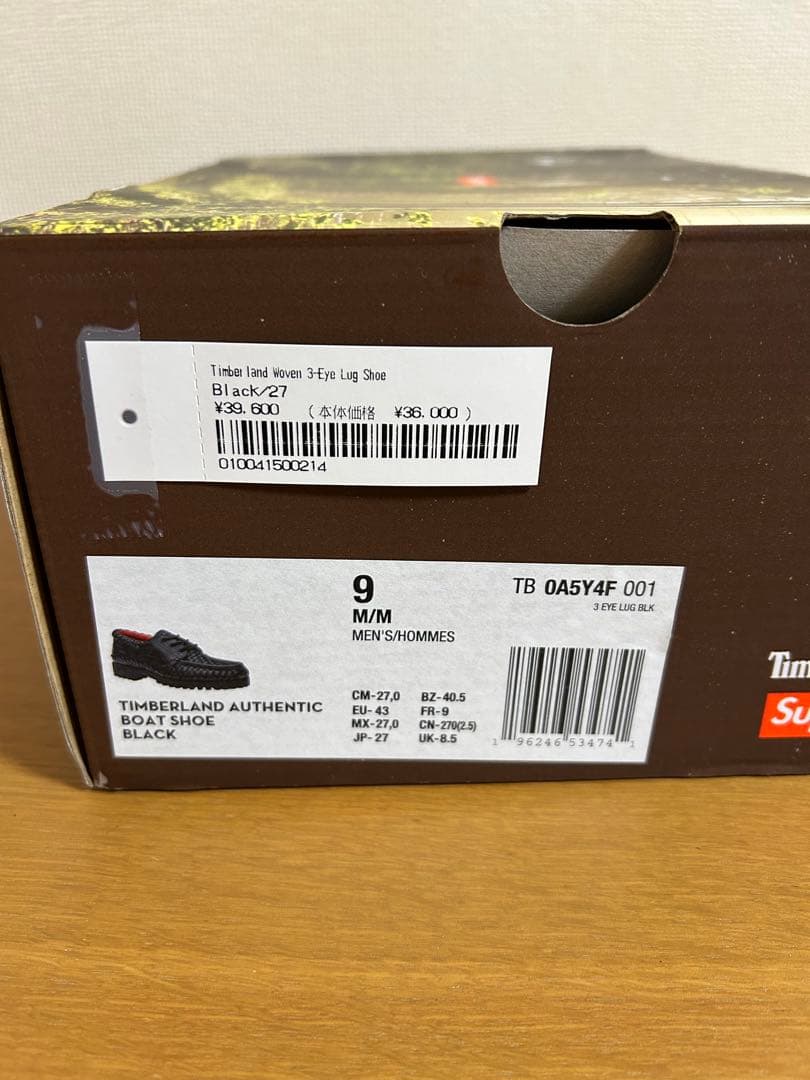 Timberland Woven 3-Eye Lug Shoe
Black/27
¥39,600 (本体価格 ¥36,000 )
010041500214
9
M/M
MEN'S/HOMMES
TB 0A5Y4F 001
3 EYE LUG BLK
TIMBERLAND AUTHENTIC
BOAT SHOE
BLACK
CM-27,0 BZ-40.5
EU-43 FR-9
MX-27,0 CN-270(2.5)
JP-27 UK-8.5
1 96246 53474 1
Tim
Su